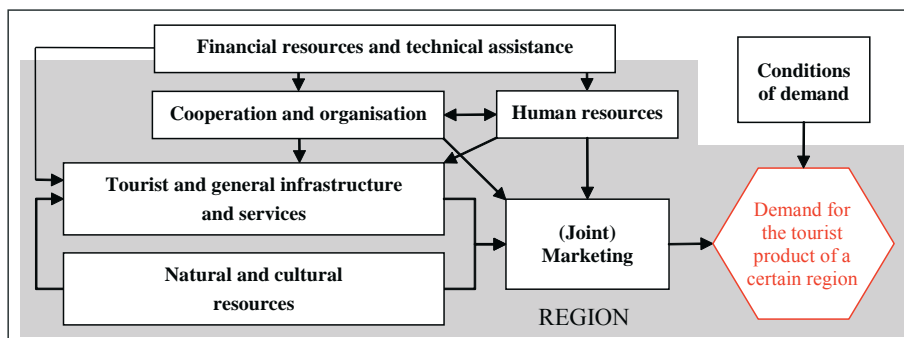 Financial resources and technical assistance
Conditions
of demand
Cooperation and organisation
Human resources
Tourist and general infrastructure
and services
(Joint)
Marketing
Demand for
the tourist
product of a
certain region
Natural and cultural
resources
REGION